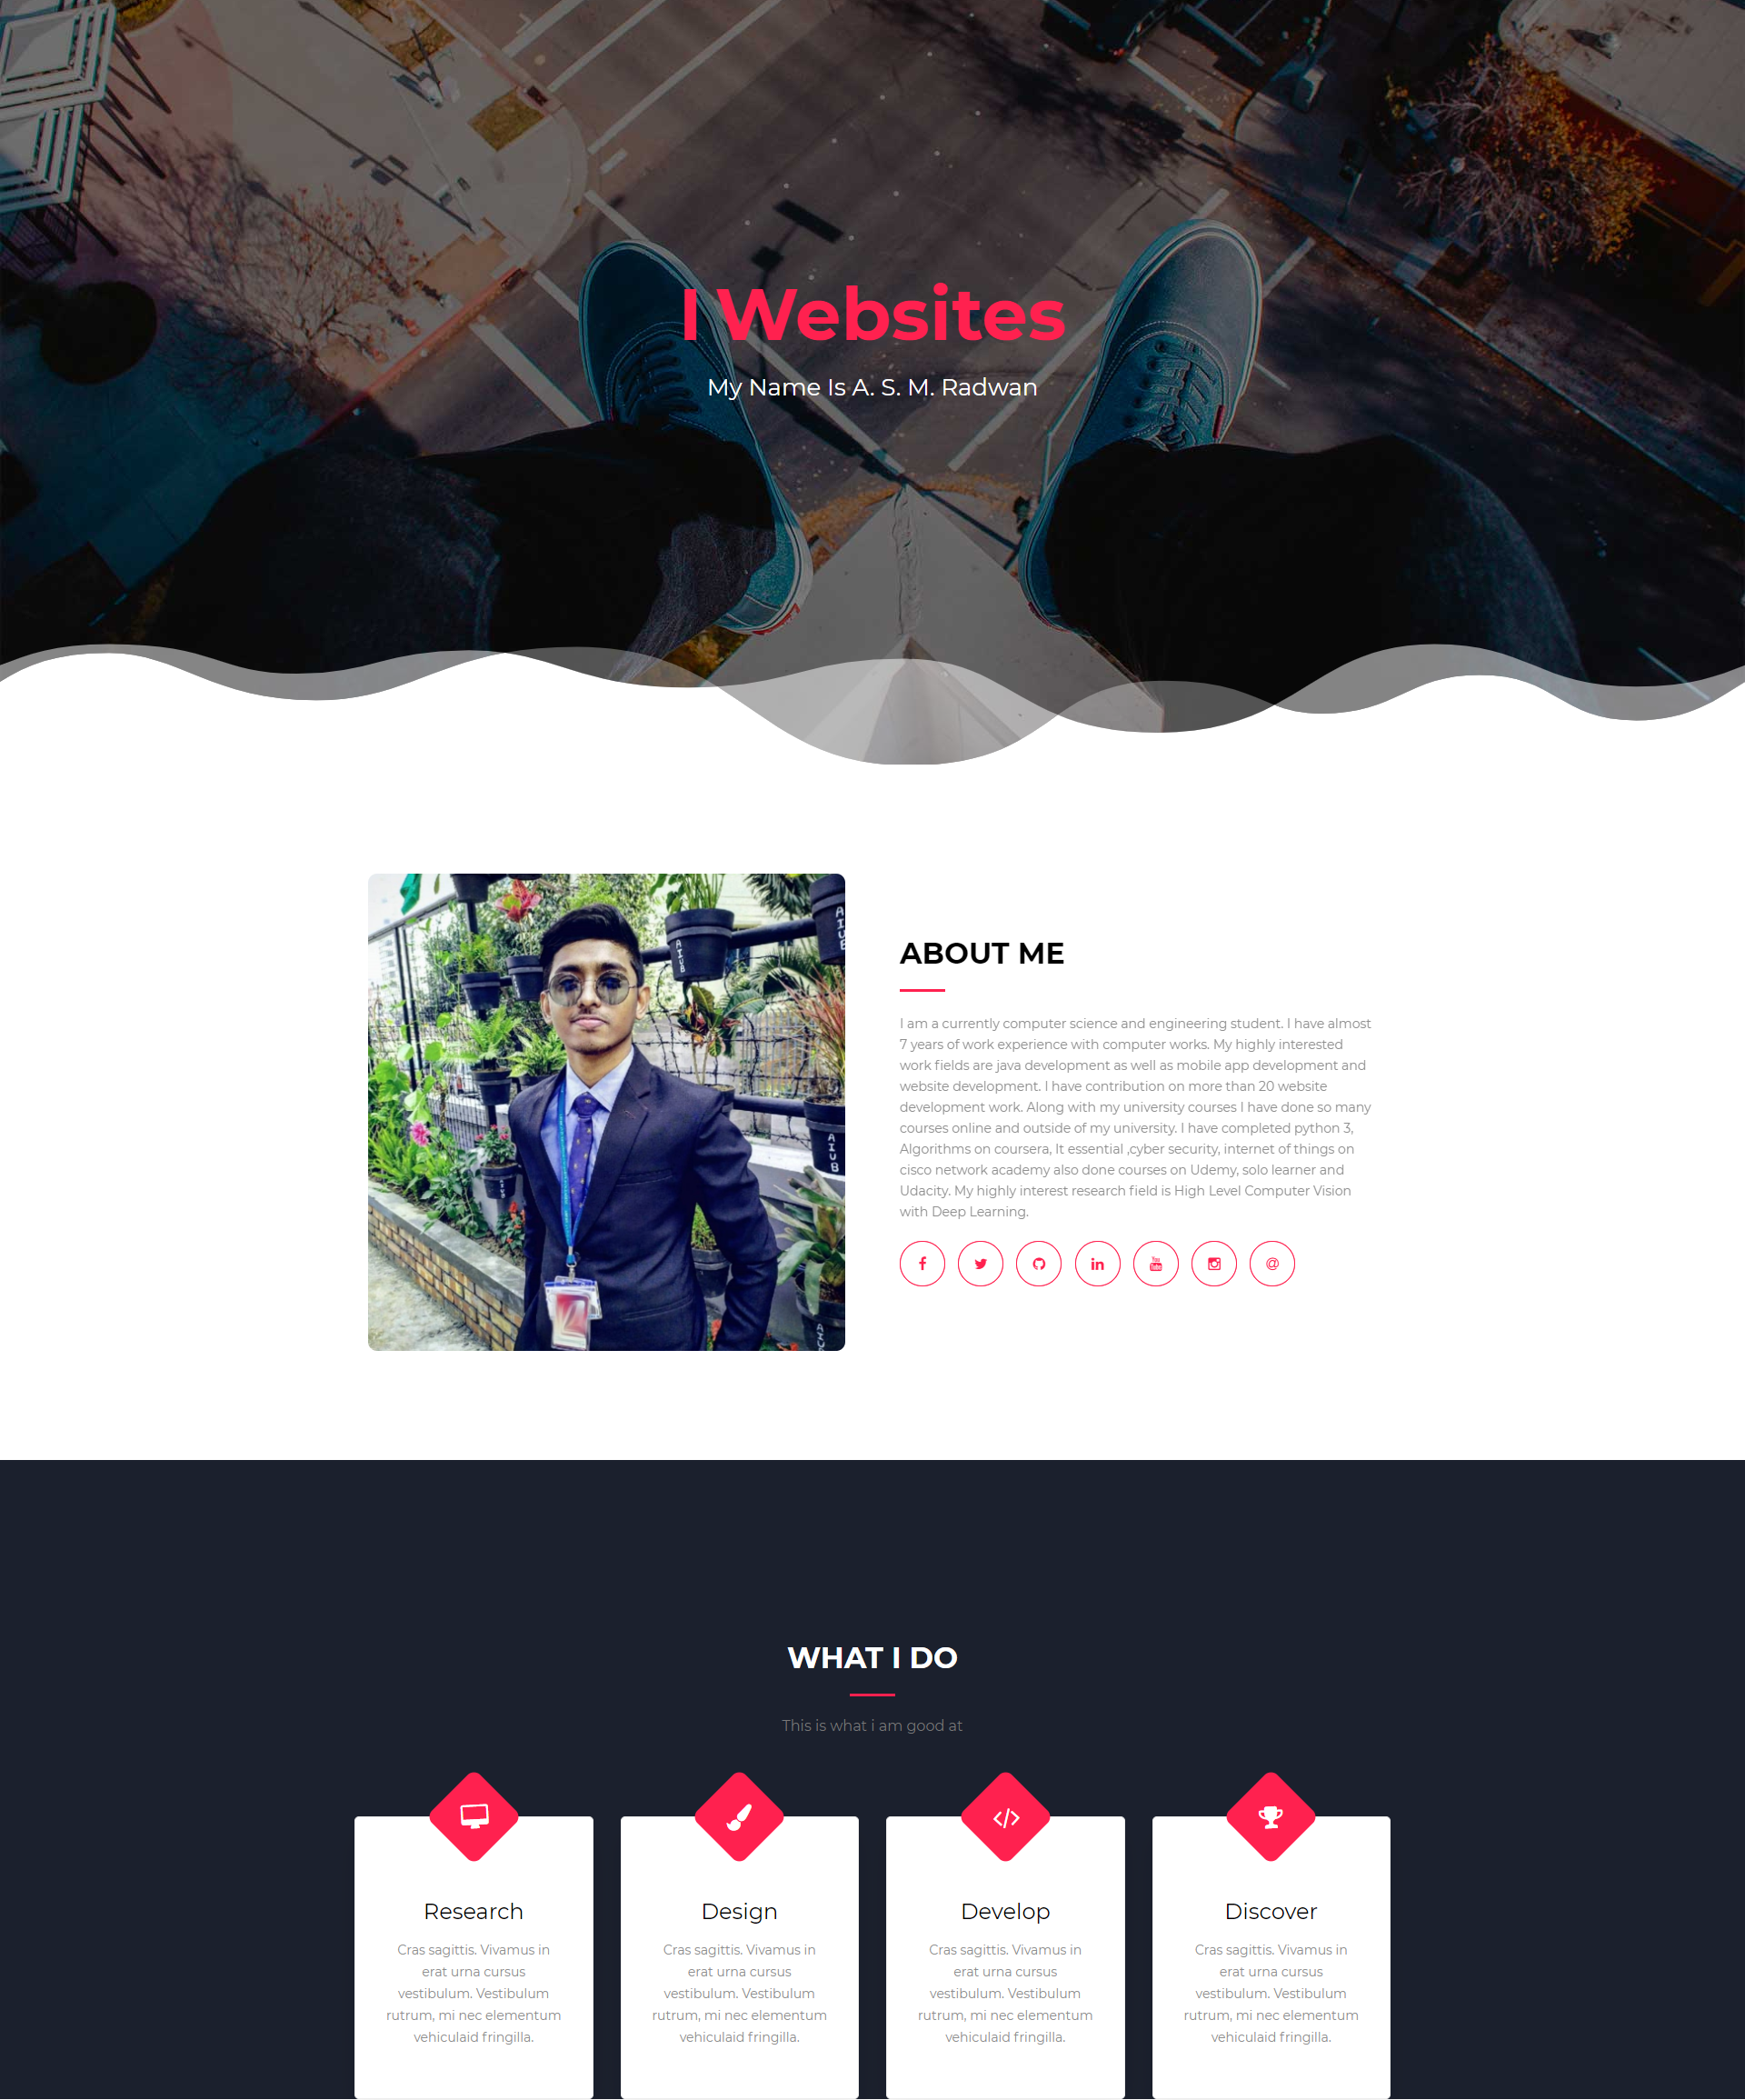 I Websites
My Name Is A. S. M. Radwan
AIUB
AIUB
AIUB
AIUB
ABOUT ME
I am a currently computer science and engineering student. I have almost
7 years of work experience with computer works. My highly interested
work fields are java development as well as mobile app development and
website development. I have contribution on more than 20 website
development work. Along with my university courses I have done so many
courses online and outside of my university. I have completed python 3,
Algorithms on coursera, It essential ,cyber security, internet of things on
cisco network academy also done courses on Udemy, solo learner and
Udacity. My highly interest research field is High Level Computer Vision
with Deep Learning.
WHAT I DO
This is what i am good at
Research
Cras sagittis. Vivamus in
erat urna cursus
vestibulum. Vestibulum
rutrum, mi nec elementum
vehiculaid fringilla.
Design
Cras sagittis. Vivamus in
erat urna cursus
vestibulum. Vestibulum
rutrum, mi nec elementum
vehiculaid fringilla.
Develop
Cras sagittis. Vivamus in
erat urna cursus
vestibulum. Vestibulum
rutrum, mi nec elementum
vehiculaid fringilla.
Discover
Cras sagittis. Vivamus in
erat urna cursus
vestibulum. Vestibulum
rutrum, mi nec elementum
vehiculaid fringilla.